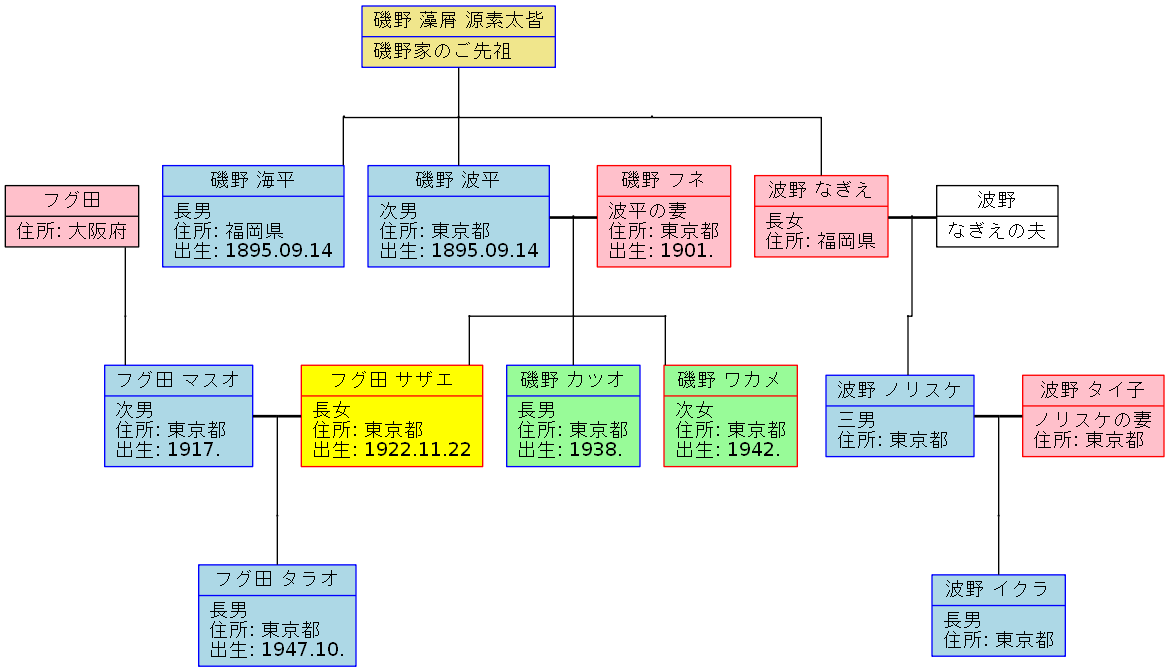 磯野 藻屑 源素太皆
磯野家のご先祖
フグ田
住所: 大阪府
磯野 海平
長男
住所: 福岡県
出生: 1895.09.14
磯野 波平
次男
住所: 東京都
出生: 1895.09.14
磯野 フネ
波平の妻
住所: 東京都
出生: 1901.
波野 なぎえ
長女
住所: 福岡県
波野
なぎえの夫
フグ田 マスオ
次男
住所: 東京都
出生: 1917.
フグ田 サザエ
長女
住所: 東京都
出生: 1922.11.22
磯野 カツオ
長男
住所: 東京都
出生: 1938.
磯野 ワカメ
次女
住所: 東京都
出生: 1942.
波野 ノリスケ
三男
住所: 東京都
波野 タイ子
ノリスケの妻
住所: 東京都
フグ田 タラオ
長男
住所: 東京都
出生: 1947.10.
波野 イクラ
長男
住所: 東京都